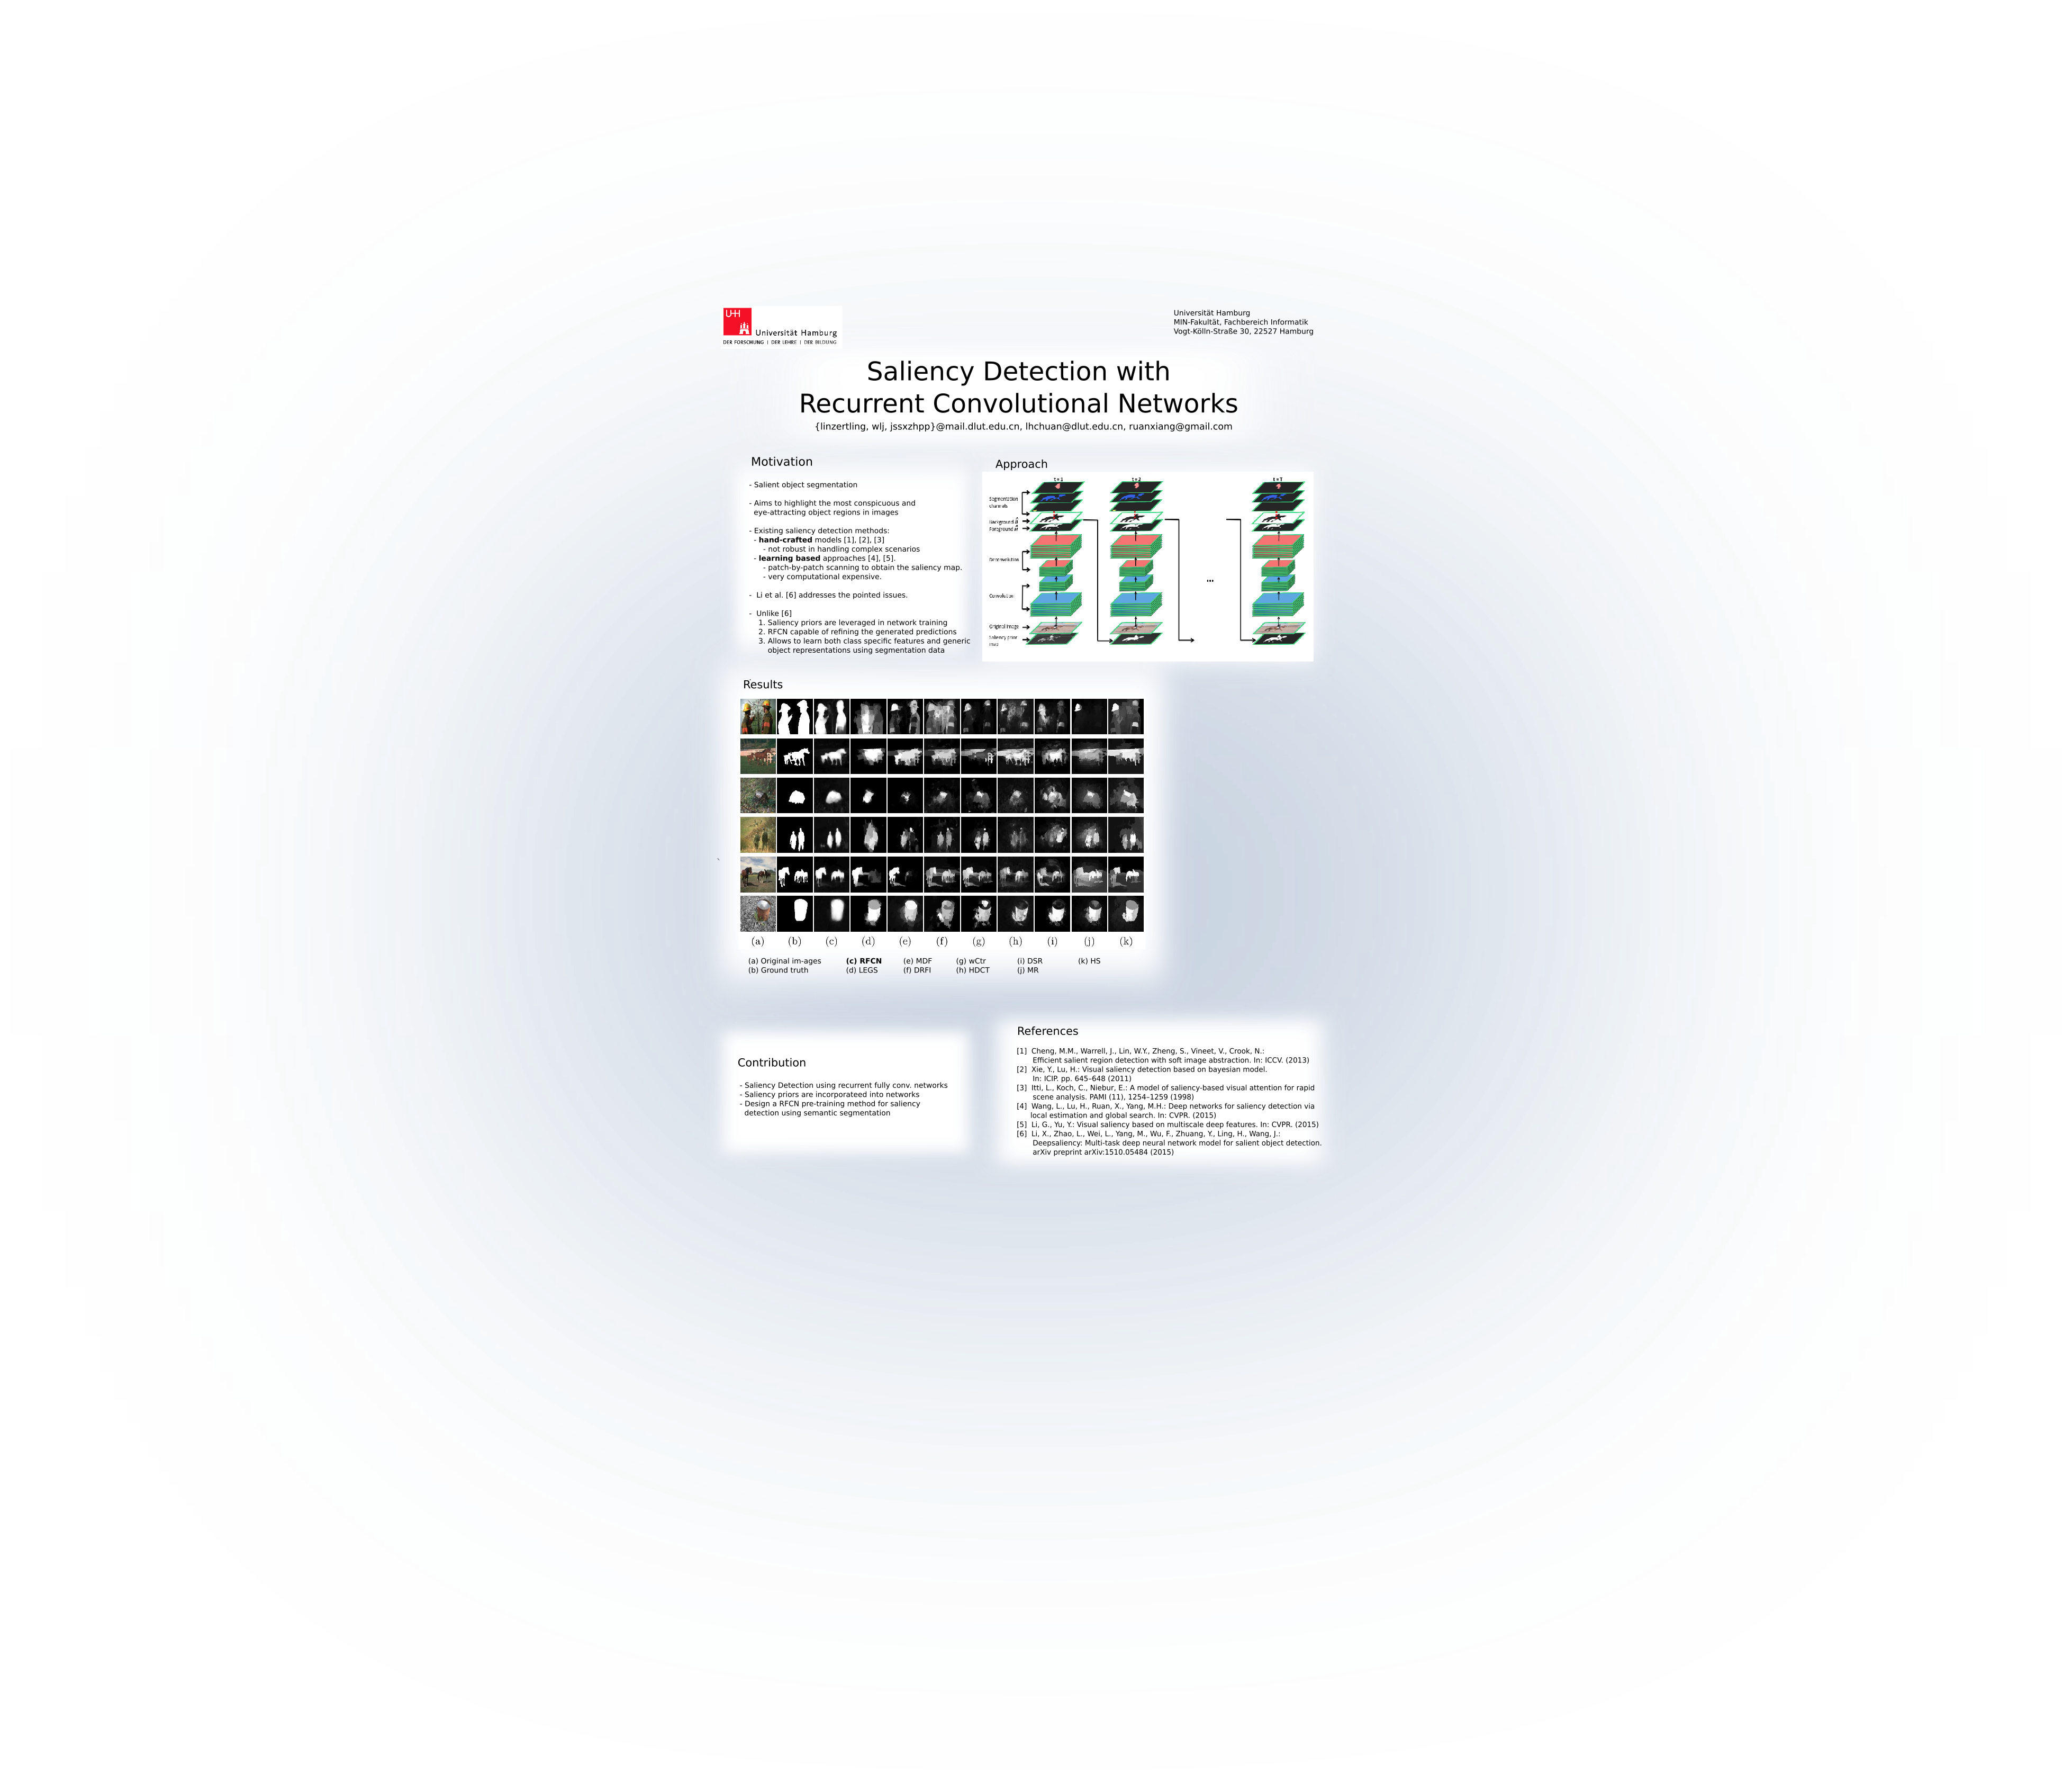 UH
Universität Hamburg
DER FORSCHUNG | DER LEHRE | DER BILDUNG
Universität Hamburg
MIN-Fakultät, Fachbereich Informatik
Vogt-Kölln-Straße 30, 22527 Hamburg
Saliency Detection with
Recurrent Convolutional Networks
{linzertling, wlj, jssxzhpp}@mail.dlut.edu.cn, lhchuan@dlut.edu.cn, ruanxiang@gmail.com
Motivation
- Salient object segmentation
- Aims to highlight the most conspicuous and
eye-attracting object regions in images
- Existing saliency detection methods:
- hand-crafted models [1], [2], [3]
- not robust in handling complex scenarios
- learning based approaches [4], [5].
- patch-by-patch scanning to obtain the saliency map.
- very computational expensive.
- Li et al. [6] addresses the pointed issues.
- Unlike [6]
1. Saliency priors are leveraged in network training
2. RFCN capable of refining the generated predictions
3. Allows to learn both class specific features and generic
object representations using segmentation data
Approach
t = 1
t = 2
t = T
Segmentation
channels
Background
Foreground
Deconvolution
Convolution
...
Original image
Saliency prior
map
Results
(a) (b) (c) (d) (e) (f) (g) (h) (i) (j) (k)
(a) Original im-ages (c) RFCN (e) MDF (g) wCtr (i) DSR (k) HS
(b) Ground truth (d) LEGS (f) DRFI (h) HDCT (j) MR
Contribution
- Saliency Detection using recurrent fully conv. networks
- Saliency priors are incorporateed into networks
- Design a RFCN pre-training method for saliency
detection using semantic segmentation
References
[1] Cheng, M.M., Warrell, J., Lin, W.Y., Zheng, S., Vineet, V., Crook, N.:
Efficient salient region detection with soft image abstraction. In: ICCV. (2013)
[2] Xie, Y., Lu, H.: Visual saliency detection based on bayesian model.
In: ICIP. pp. 645–648 (2011)
[3] Itti, L., Koch, C., Niebur, E.: A model of saliency-based visual attention for rapid
scene analysis. PAMI (11), 1254–1259 (1998)
[4] Wang, L., Lu, H., Ruan, X., Yang, M.H.: Deep networks for saliency detection via
local estimation and global search. In: CVPR. (2015)
[5] Li, G., Yu, Y.: Visual saliency based on multiscale deep features. In: CVPR. (2015)
[6] Li, X., Zhao, L., Wei, L., Yang, M., Wu, F., Zhuang, Y., Ling, H., Wang, J.:
Deepsaliency: Multi-task deep neural network model for salient object detection.
arXiv preprint arXiv:1510.05484 (2015)